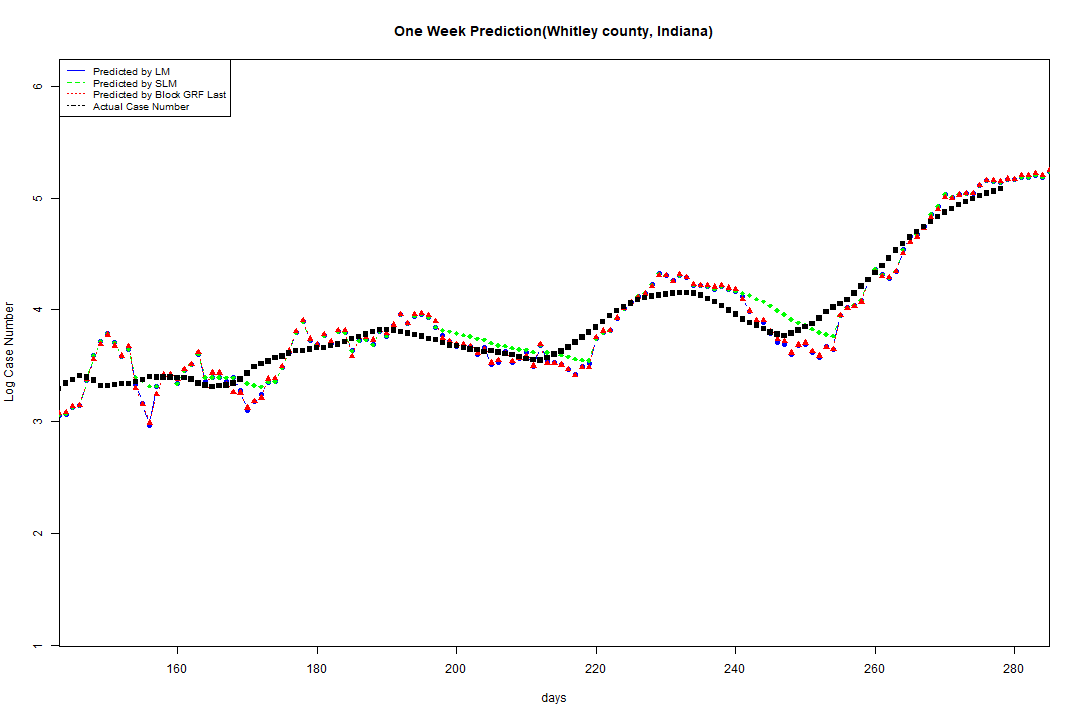 One Week Prediction(Whitley county, Indiana)
Predicted by LM
Predicted by SLM
Predicted by Block GRF Last
Actual Case Number
Log Case Number
6
5
4
3
2
1
160 180 200 220 240 260 280
days